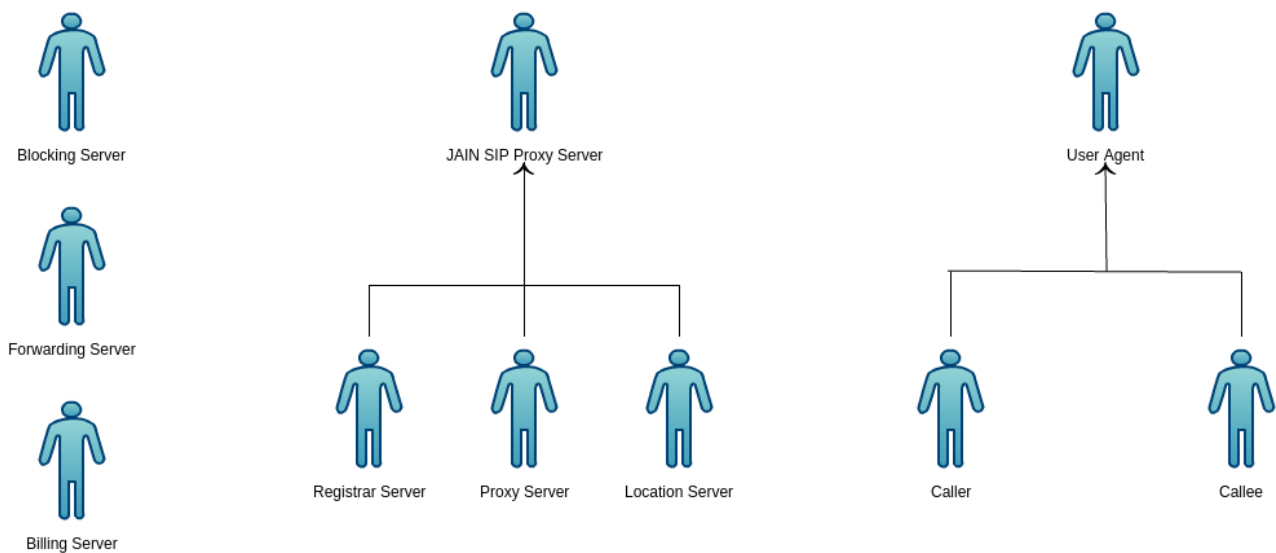 Blocking Server
JAIN SIP Proxy Server
User Agent
Forwarding Server
Registrar Server
Proxy Server
Location Server
Caller
Callee
Billing Server